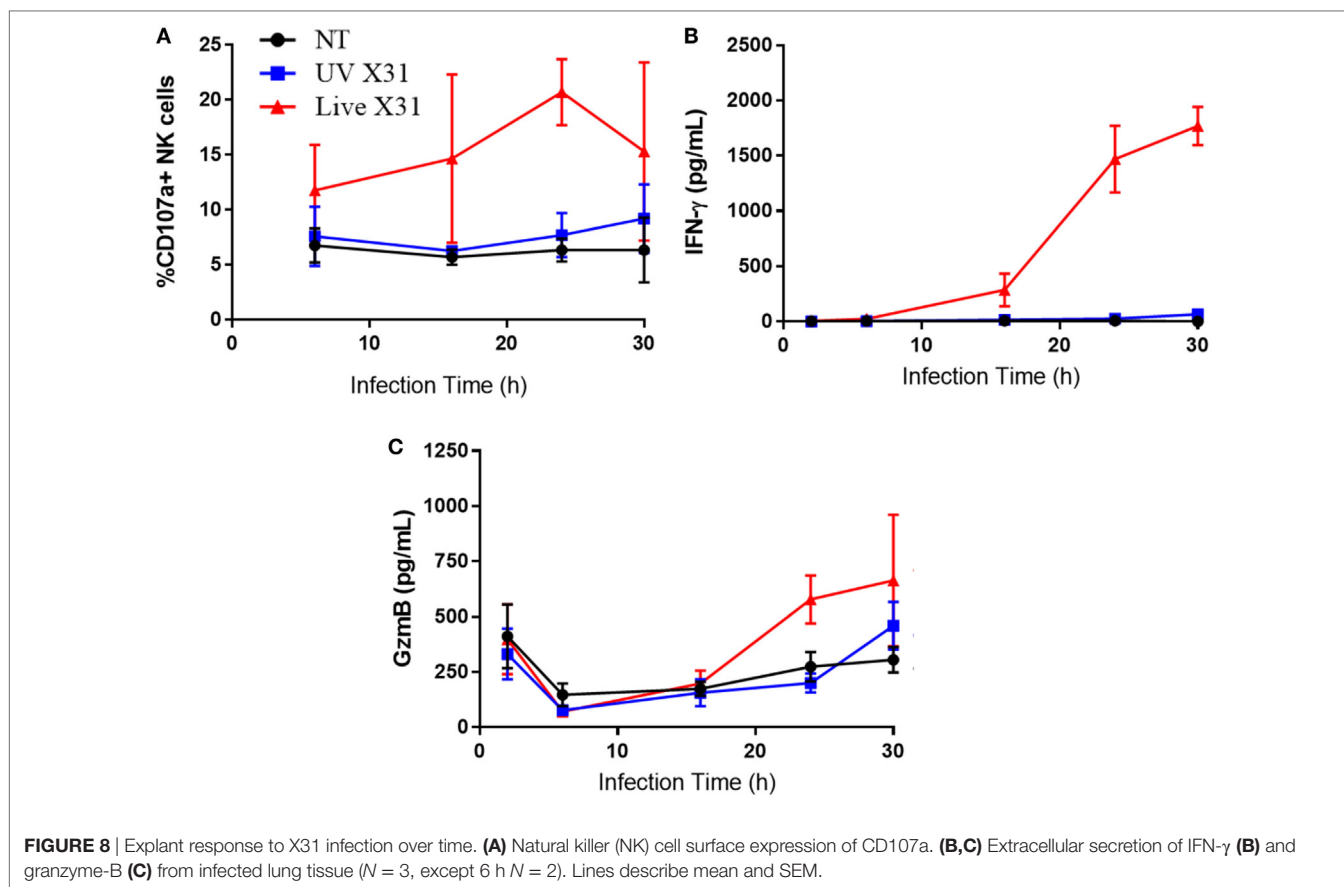 A
NT
UV X31
Live X31
25
20
15
10
5
0
%CD107a+ NK cells
0
10
20
30
Infection Time (h)
B
2500
2000
1500
1000
500
0
IFN-γ (pg/mL)
0
10
20
30
Infection Time (h)
C
1250
1000
750
500
250
0
GzmB (pg/mL)
0
10
20
30
Infection Time (h)
FIGURE 8 | Explant response to X31 infection over time. (A) Natural killer (NK) cell surface expression of CD107a. (B,C) Extracellular secretion of IFN-γ (B) and
granzyme-B (C) from infected lung tissue (N = 3, except 6 h N = 2). Lines describe mean and SEM.